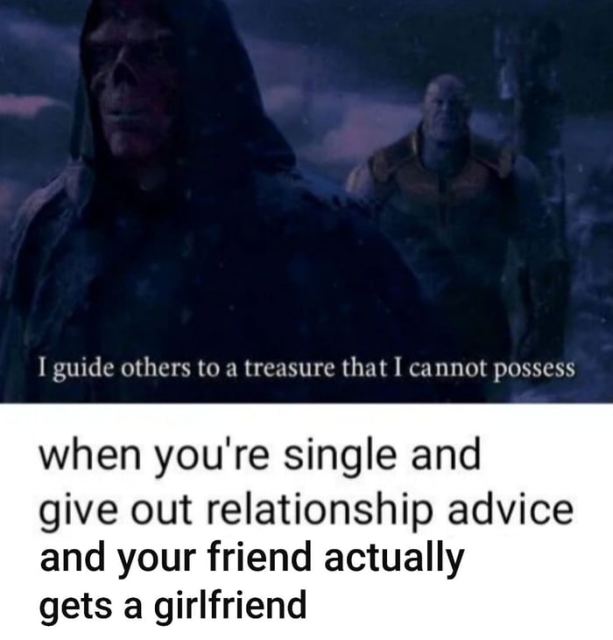 I guide others to a treasure that I cannot possess
when you're single and
give out relationship advice
and your friend actually
gets a girlfriend